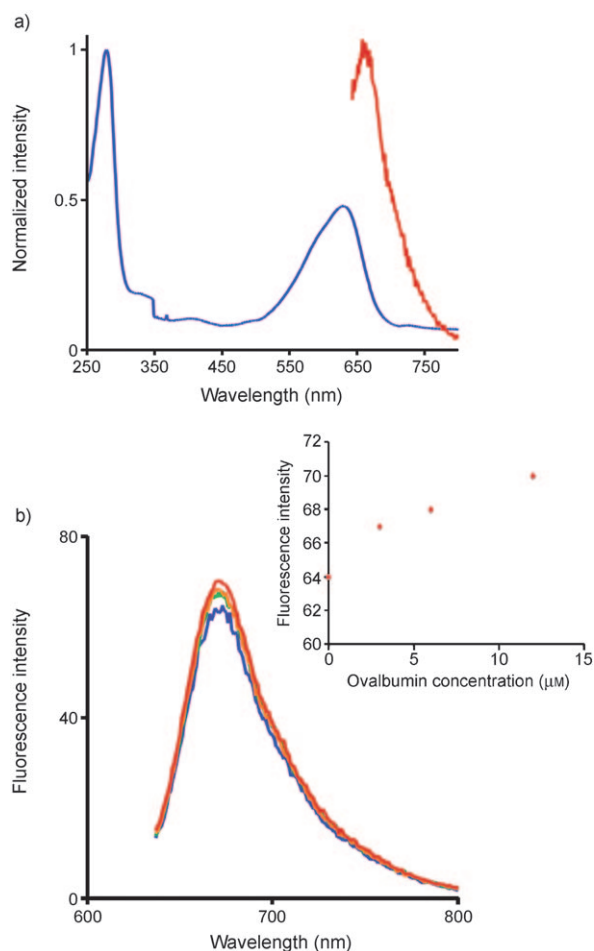 a)
Normalized intensity
1
0.5
0
250 350 450 550 650 750
Wavelength (nm)
b)
Fluorescence intensity
80
40
0
600 700 800
Wavelength (nm)
Fluorescence intensity
72
70
68
66
64
62
60
0 5 10 15
Ovalbumin concentration (μM)